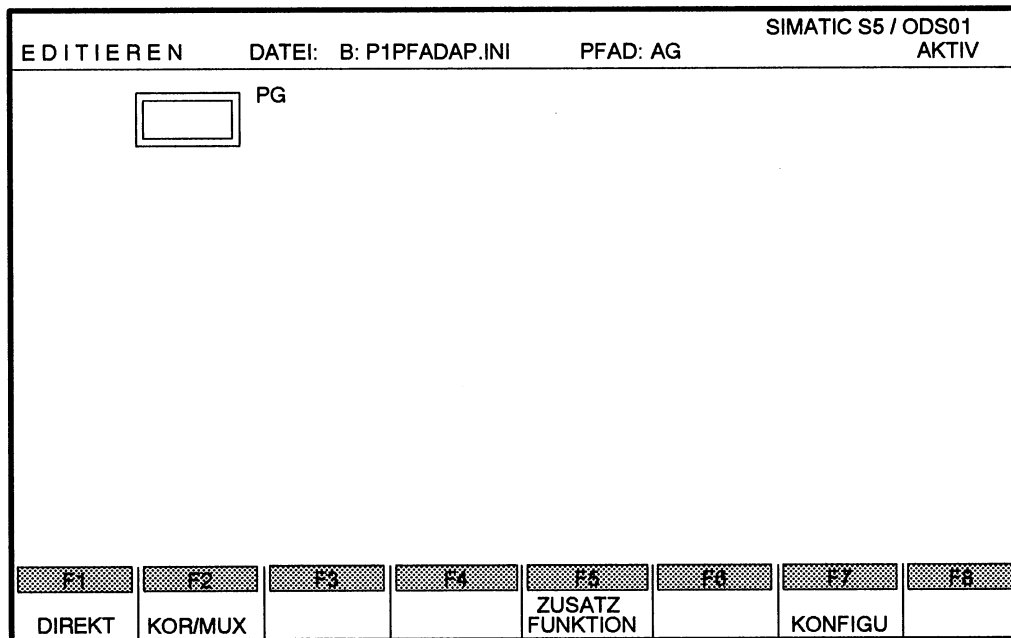 SIMATIC S5 / ODS01
EDITIEREN DATEI: B: P1PFADAP.INI PFAD: AG AKTIV
PG
F1 F2 F3 F4 F5 F6 F7 F8
DIREKT KOR/MUX ZUSATZ FUNKTION KONFIGU